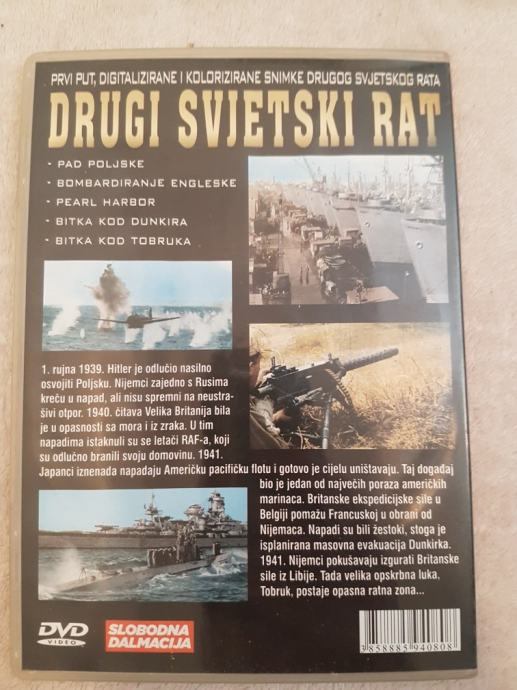 PRVI PUT, DIGITALIZIRANE I KOLORIZIRANE SNIMKE DRUGOG SVJETSKOG RATA
DRUGI SVJETSKI RAT
- PAD POLJSKE
- BOMBARDIRANJE ENGLESKE
- PEARL HARBOR
- BITKA KOD DUNKIRA
- BITKA KOD TOBRUKA
1. rujna 1939. Hitler je odlučio nasilno
osvojiti Poljsku. Nijemci zajedno s Rusima
kreću u napad, ali nisu spremni na neustra-
šivi otpor. 1940. čitava Velika Britanija bila
je u opasnosti sa mora i iz zraka. U tim
napadima istaknuli su se letači RAF-a, koji
su odlučno branili svoju domovinu. 1941.
Japanci iznenada napadaju Američku pacifičku flotu i gotovo je cijelu uništavaju. Taj događaj
bio je jedan od najvećih poraza američkih
marinaca. Britanske ekspedicijske sile u
Belgiji pomažu Francuskoj u obrani od
Nijemaca. Napadi su bili žestoki, stoga je
isplanirana masovna evakuacija Dunkirka.
1941. Nijemci pokušavaju izgurati Britanske
sile iz Libije. Tada velika opskrbna luka,
Tobruk, postaje opasna ratna zona...
DVD
VIDEO
SLOBODNA
DALMACIJA
3858885940808